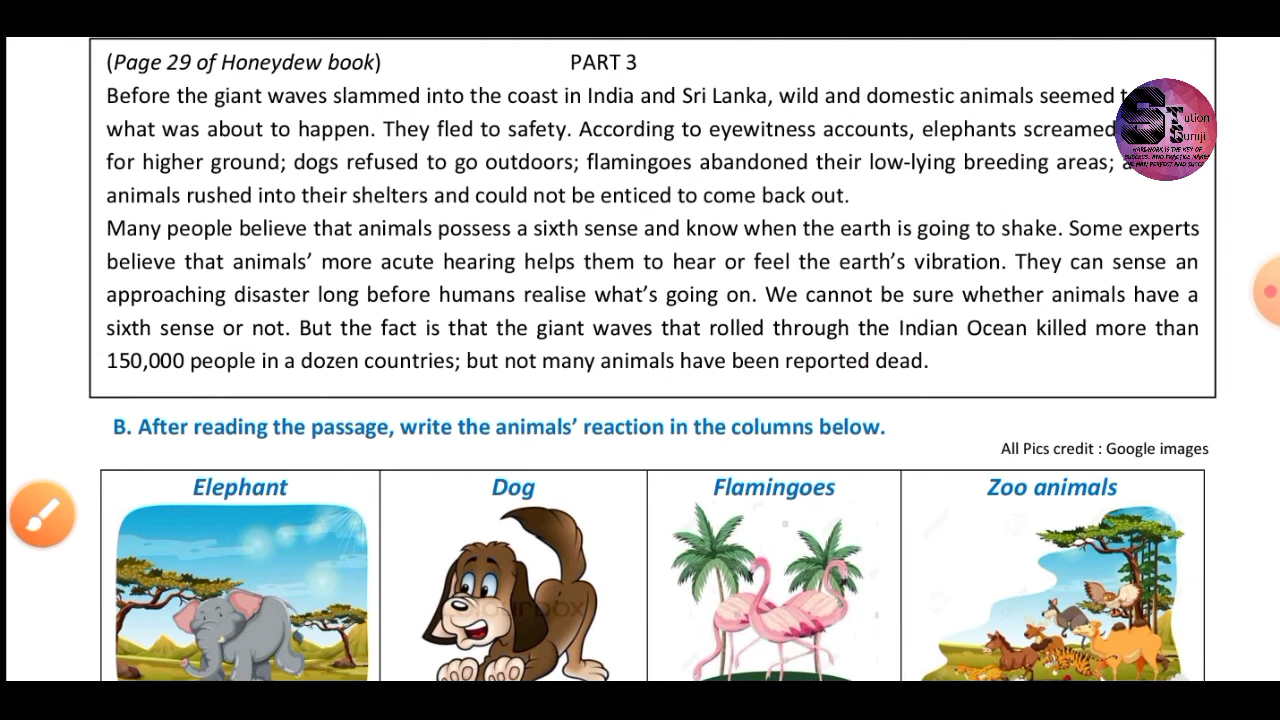 (Page 29 of Honeydew book) PART 3
Before the giant waves slammed into the coast in India and Sri Lanka, wild and domestic animals seemed
what was about to happen. They fled to safety. According to eyewitness accounts, elephants screamed
for higher ground; dogs refused to go outdoors; flamingoes abandoned their low-lying breeding areas;
animals rushed into their shelters and could not be enticed to come back out.
Many people believe that animals possess a sixth sense and know when the earth is going to shake. Some experts
believe that animals’ more acute hearing helps them to hear or feel the earth’s vibration. They can sense an
approaching disaster long before humans realise what’s going on. We cannot be sure whether animals have a
sixth sense or not. But the fact is that the giant waves that rolled through the Indian Ocean killed more than
150,000 people in a dozen countries; but not many animals have been reported dead.
B. After reading the passage, write the animals’ reaction in the columns below.
All Pics credit : Google images
Elephant Dog Flamingoes Zoo animals
STution
Guruji
HARDWORK IS THE KEY OF